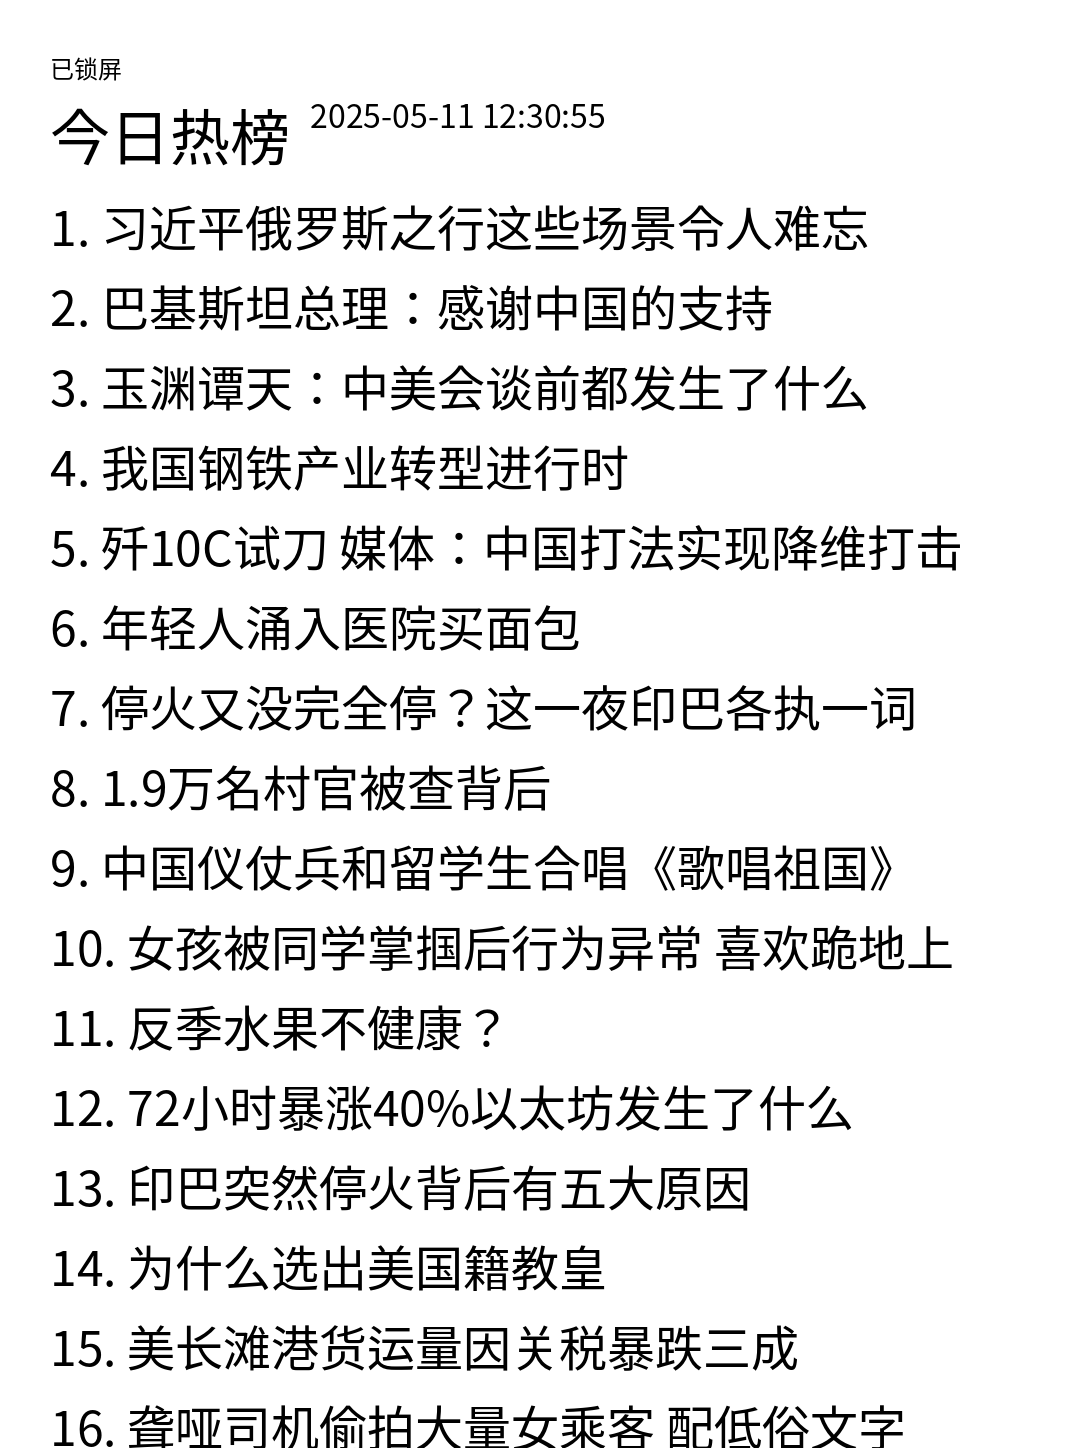 已锁屏
今日热榜 2025-05-11 12:30:55
1. 习近平俄罗斯之行这些场景令人难忘
2. 巴基斯坦总理：感谢中国的支持
3. 玉渊谭天：中美会谈前都发生了什么
4. 我国钢铁产业转型进行时
5. 歼10C试刀 媒体：中国打法实现降维打击
6. 年轻人涌入医院买面包
7. 停火又没完全停？这一夜印巴各执一词
8. 1.9万名村官被查背后
9. 中国仪仗兵和留学生合唱《歌唱祖国》
10. 女孩被同学掌掴后行为异常 喜欢跪地上
11. 反季水果不健康？
12. 72小时暴涨40%以太坊发生了什么
13. 印巴突然停火背后有五大原因
14. 为什么选出美国籍教皇
15. 美长滩港货运量因关税暴跌三成
16. 聋哑司机偷拍大量女乘客 配低俗文字